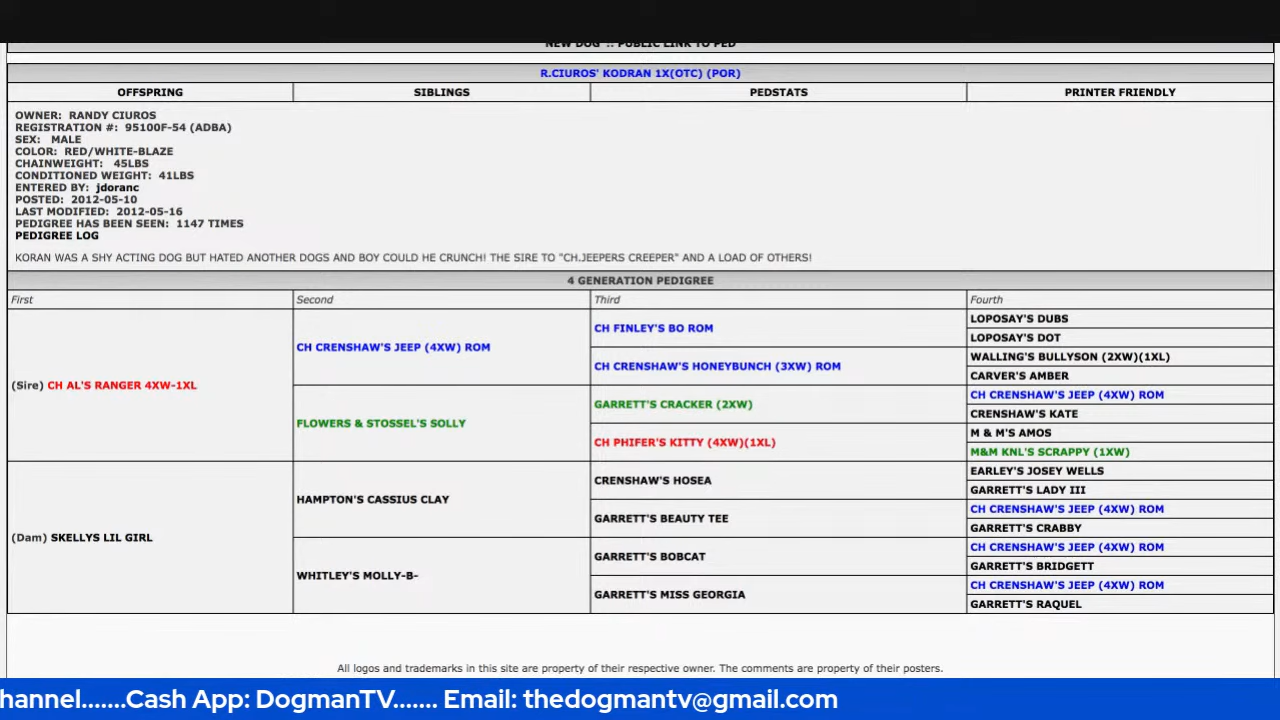 NEW DOG :: PUBLIC LINK TO PED
R.CIUROS' KODRAN 1X(OTC) (POR)
OFFSPRING SIBLINGS PEDSTATS PRINTER FRIENDLY
OWNER: RANDY CIUROS
REGISTRATION #: 95100F-54 (ADBA)
SEX: MALE
COLOR: RED/WHITE-BLAZE
CHAINWEIGHT: 45LBS
CONDITIONED WEIGHT: 41LBS
ENTERED BY: jdoranc
POSTED: 2012-05-10
LAST MODIFIED: 2012-05-16
PEDIGREE HAS BEEN SEEN: 1147 TIMES
PEDIGREE LOG
KORAN WAS A SHY ACTING DOG BUT HATED ANOTHER DOGS AND BOY COULD HE CRUNCH! THE SIRE TO "CH.JEEPERS CREEPER" AND A LOAD OF OTHERS!
4 GENERATION PEDIGREE
First Second Third Fourth
(Sire) CH AL'S RANGER 4XW-1XL
(Dam) SKELLYS LIL GIRL
CH CRENSHAW'S JEEP (4XW) ROM
FLOWERS & STOSSEL'S SOLLY
HAMPTON'S CASSIUS CLAY
WHITLEY'S MOLLY-B-
CH FINLEY'S BO ROM
CH CRENSHAW'S HONEYBUNCH (3XW) ROM
GARRETT'S CRACKER (2XW)
CH PHIFER'S KITTY (4XW)(1XL)
CRENSHAW'S HOSEA
GARRETT'S BEAUTY TEE
GARRETT'S BOBCAT
GARRETT'S MISS GEORGIA
LOPOSAY'S DUBS
LOPOSAY'S DOT
WALLING'S BULLYSON (2XW)(1XL)
CARVER'S AMBER
CH CRENSHAW'S JEEP (4XW) ROM
CRENSHAW'S KATE
M & M'S AMOS
M&M KNL'S SCRAPPY (1XW)
EARLEY'S JOSEY WELLS
GARRETT'S LADY III
CH CRENSHAW'S JEEP (4XW) ROM
GARRETT'S CRABBY
CH CRENSHAW'S JEEP (4XW) ROM
GARRETT'S BRIDGETT
CH CRENSHAW'S JEEP (4XW) ROM
GARRETT'S RAQUEL
All logos and trademarks in this site are property of their respective owner. The comments are property of their posters.
hannel.......Cash App: DogmanTV....... Email: thedogmantv@gmail.com